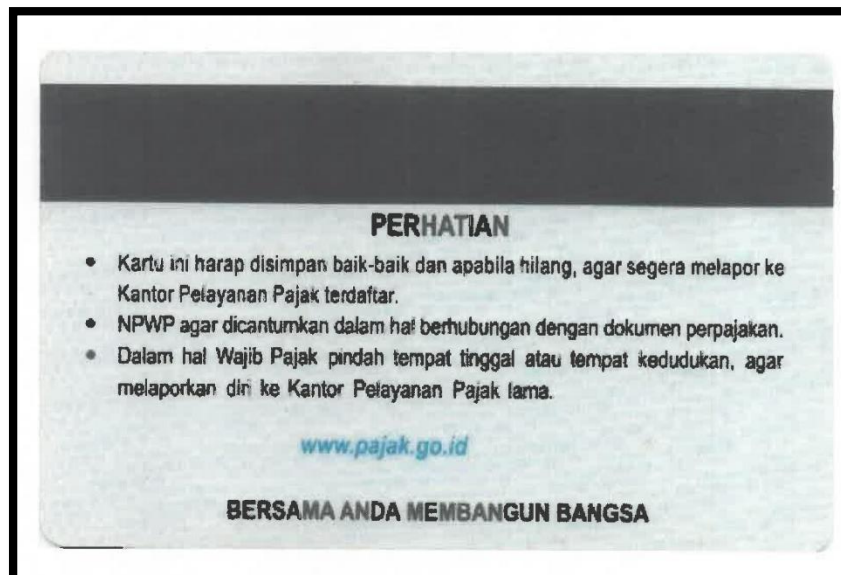 PERHATIAN
• Kartu ini harap disimpan baik-baik dan apabila hilang, agar segera melapor ke
Kantor Pelayanan Pajak terdaftar.
• NPWP agar dicantumkan dalam hal berhubungan dengan dokumen perpajakan.
• Dalam hal Wajib Pajak pindah tempat tinggal atau tempat kedudukan, agar
melaporkan diri ke Kantor Pelayanan Pajak lama.
www.pajak.go.id
BERSAMA ANDA MEMBANGUN BANGSA